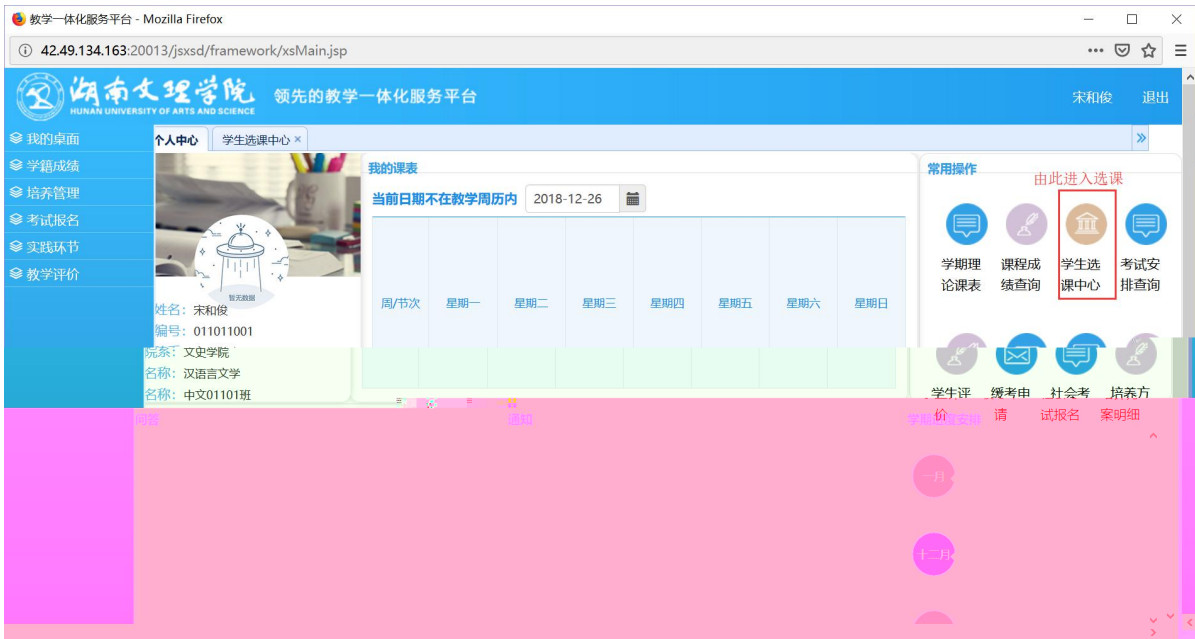 教学一体化服务平台 - Mozilla Firefox
42.49.134.163:20013/jsxsd/framework/xsMain.jsp
湖南文理学院
HUNAN UNIVERSITY OF ARTS AND SCIENCE
领先的教学一体化服务平台
宋和俊 退出
我的桌面
学籍成绩
培养管理
考试报名
实践环节
教学评价
个人中心 学生选课中心 ×
暂无数据
姓名：宋和俊
编号：011011001
院系：文史学院
名称：汉语言文学
名称：中文01101班
我的课表
当前日期不在教学周历内 2018-12-26
周/节次 星期一 星期二 星期三 星期四 星期五 星期六 星期日
常用操作
由此进入选课
学期理论课表
课程成绩查询
学生选课中心
考试安排查询
学生评价
缓考申请
社会考试报名
培养方案明细
问答
通知
一月
十二月